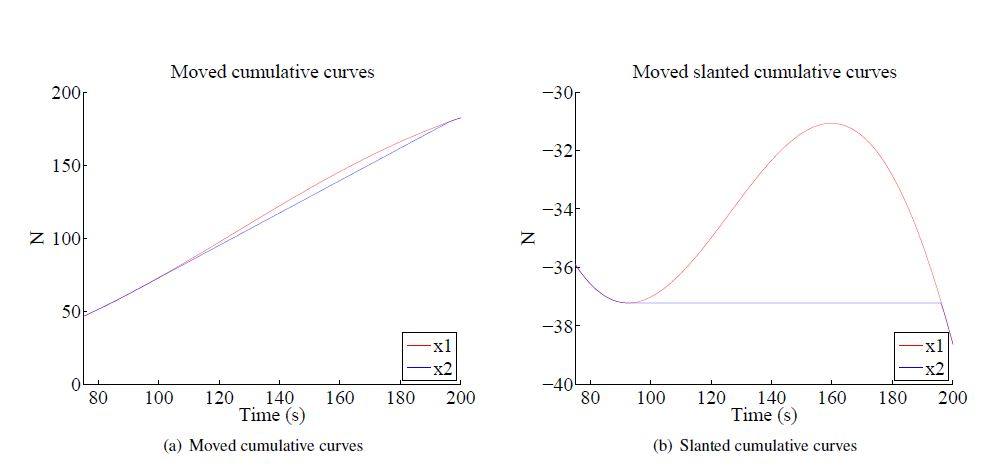 Moved cumulative curves
200
150
100
50
0
N
80 100 120 140 160 180 200
Time (s)
x1
x2
(a) Moved cumulative curves
Moved slanted cumulative curves
−30
−32
−34
−36
−38
−40
N
80 100 120 140 160 180 200
Time (s)
x1
x2
(b) Slanted cumulative curves